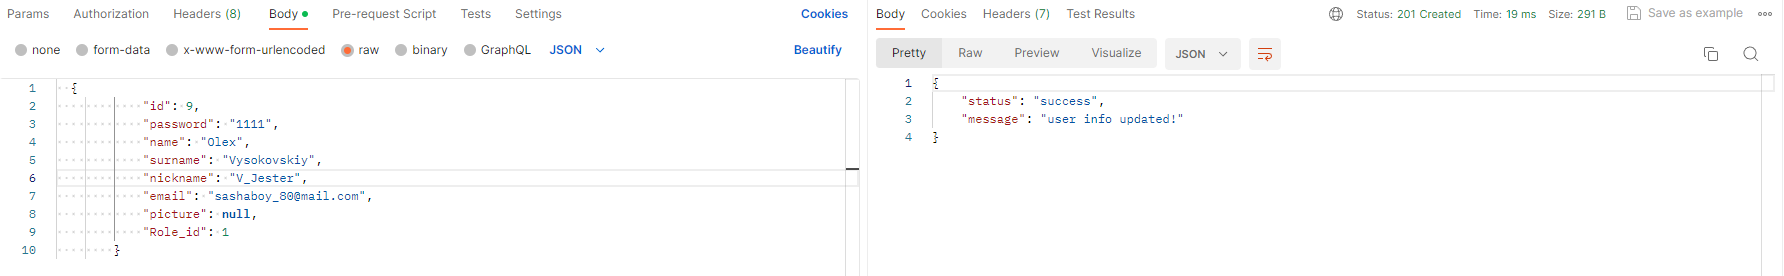 Params Authorization Headers (8) Body Pre-request Script Tests Settings Cookies
none form-data x-www-form-urlencoded raw binary GraphQL JSON Beautify
1 {
2 "id": 9,
3 "password": "1111",
4 "name": "Olex",
5 "surname": "Vysokovskiy",
6 "nickname": "V_Jester",
7 "email": "sashaboy_80@mail.com",
8 "picture": null,
9 "Role_id": 1
10 }
Body Cookies Headers (7) Test Results Status: 201 Created Time: 19 ms Size: 291 B Save as example
Pretty Raw Preview Visualize JSON
1 {
2 "status": "success",
3 "message": "user info updated!"
4 }